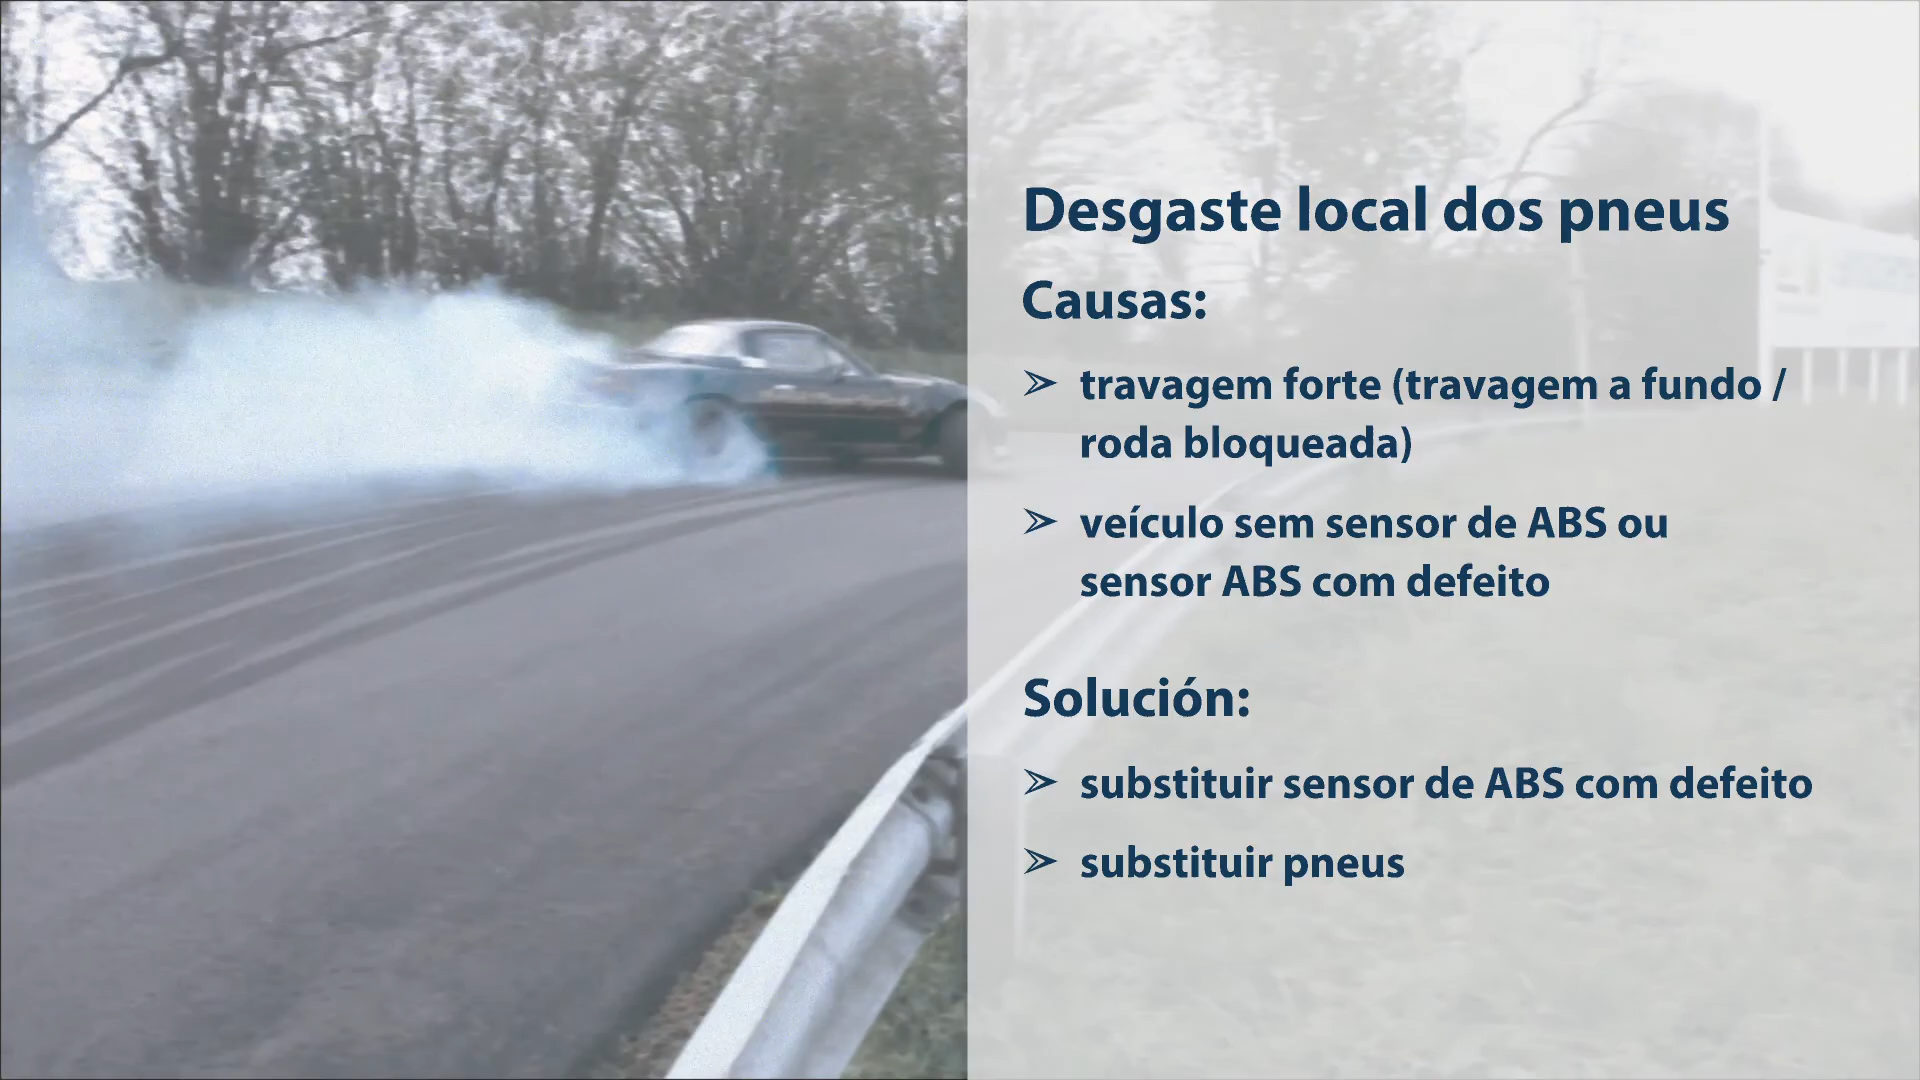 Desgaste local dos pneus
Causas:
➢ travagem forte (travagem a fundo /
roda bloqueada)
➢ veículo sem sensor de ABS ou
sensor ABS com defeito
Solución:
➢ substituir sensor de ABS com defeito
➢ substituir pneus